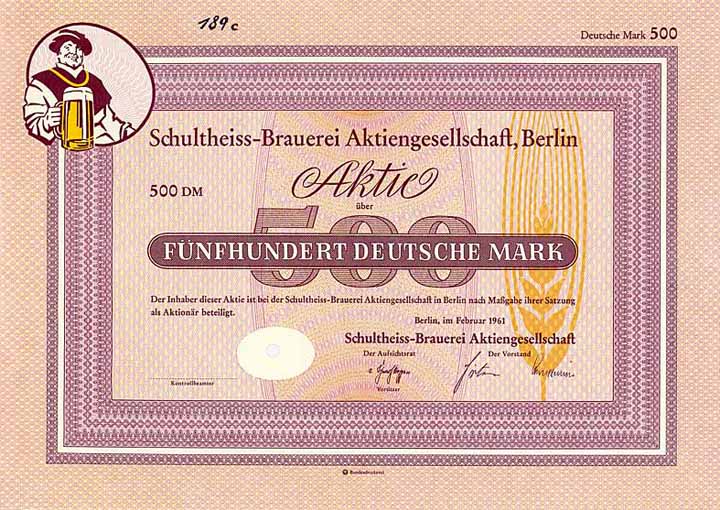 189c
Deutsche Mark 500
Schultheiss-Brauerei Aktiengesellschaft, Berlin
Aktie
500 DM
über
500
FÜNFHUNDERT DEUTSCHE MARK
Der Inhaber dieser Aktie ist bei der Schultheiss-Brauerei Aktiengesellschaft in Berlin nach Maßgabe ihrer Satzung
als Aktionär beteiligt.
Berlin, im Februar 1961
Schultheiss-Brauerei Aktiengesellschaft
Der Aufsichtsrat Der Vorstand
Vorsitzer
Kontrollbeamter
Bundesdruckerei